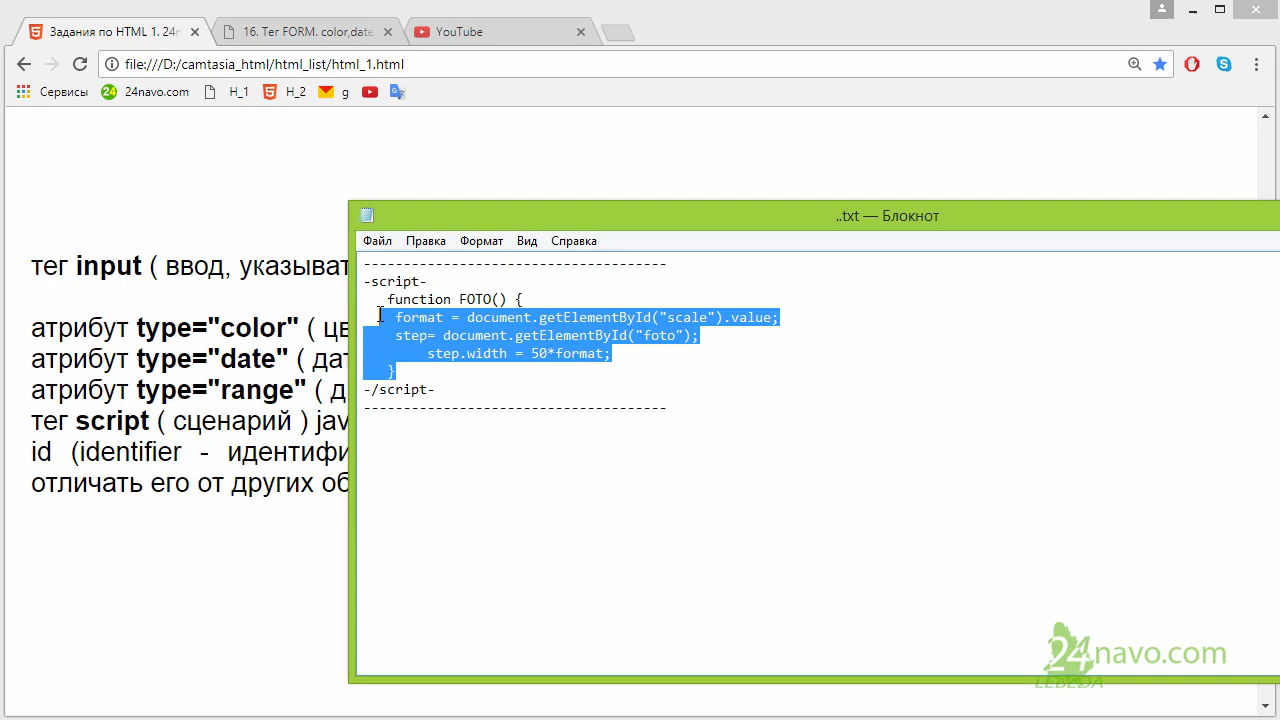 Задания по HTML 1. 24n
16. Тег FORM. color,date
YouTube
file:///D:/camtasia_html/html_list/html_1.html
Сервисы
24
24navo.com
H_1
H_2
g
..txt — Блокнот
Файл Правка Формат Вид Справка
--------------------------------------
-script-
function FOTO() {
format = document.getElementById("scale").value;
step= document.getElementById("foto");
step.width = 50*format;
}
-/script-
--------------------------------------
тег input ( ввод, указыват
атрибут type="color" ( цв
атрибут type="date" ( дат
атрибут type="range" ( д
тег script ( сценарий ) jav
id (identifier - идентифи
отличать его от других об
24navo.com
LEBEDA